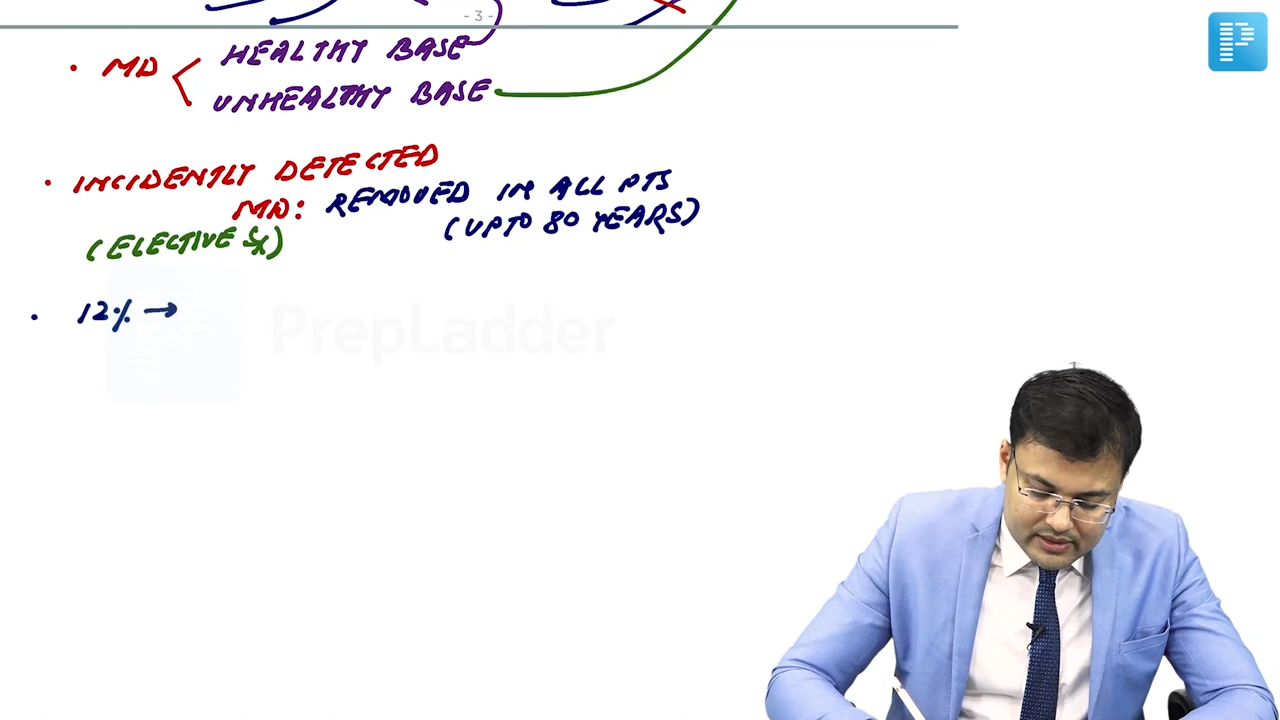 - 3 -
HEALTHY BASE
• MD
UNHEALTHY BASE
• INCIDENTLY DETECTED
MD: REMOVED IN ALL PTS
(UPTO 80 YEARS)
(ELECTIVE Sx)
• 12% →
PrepLadder